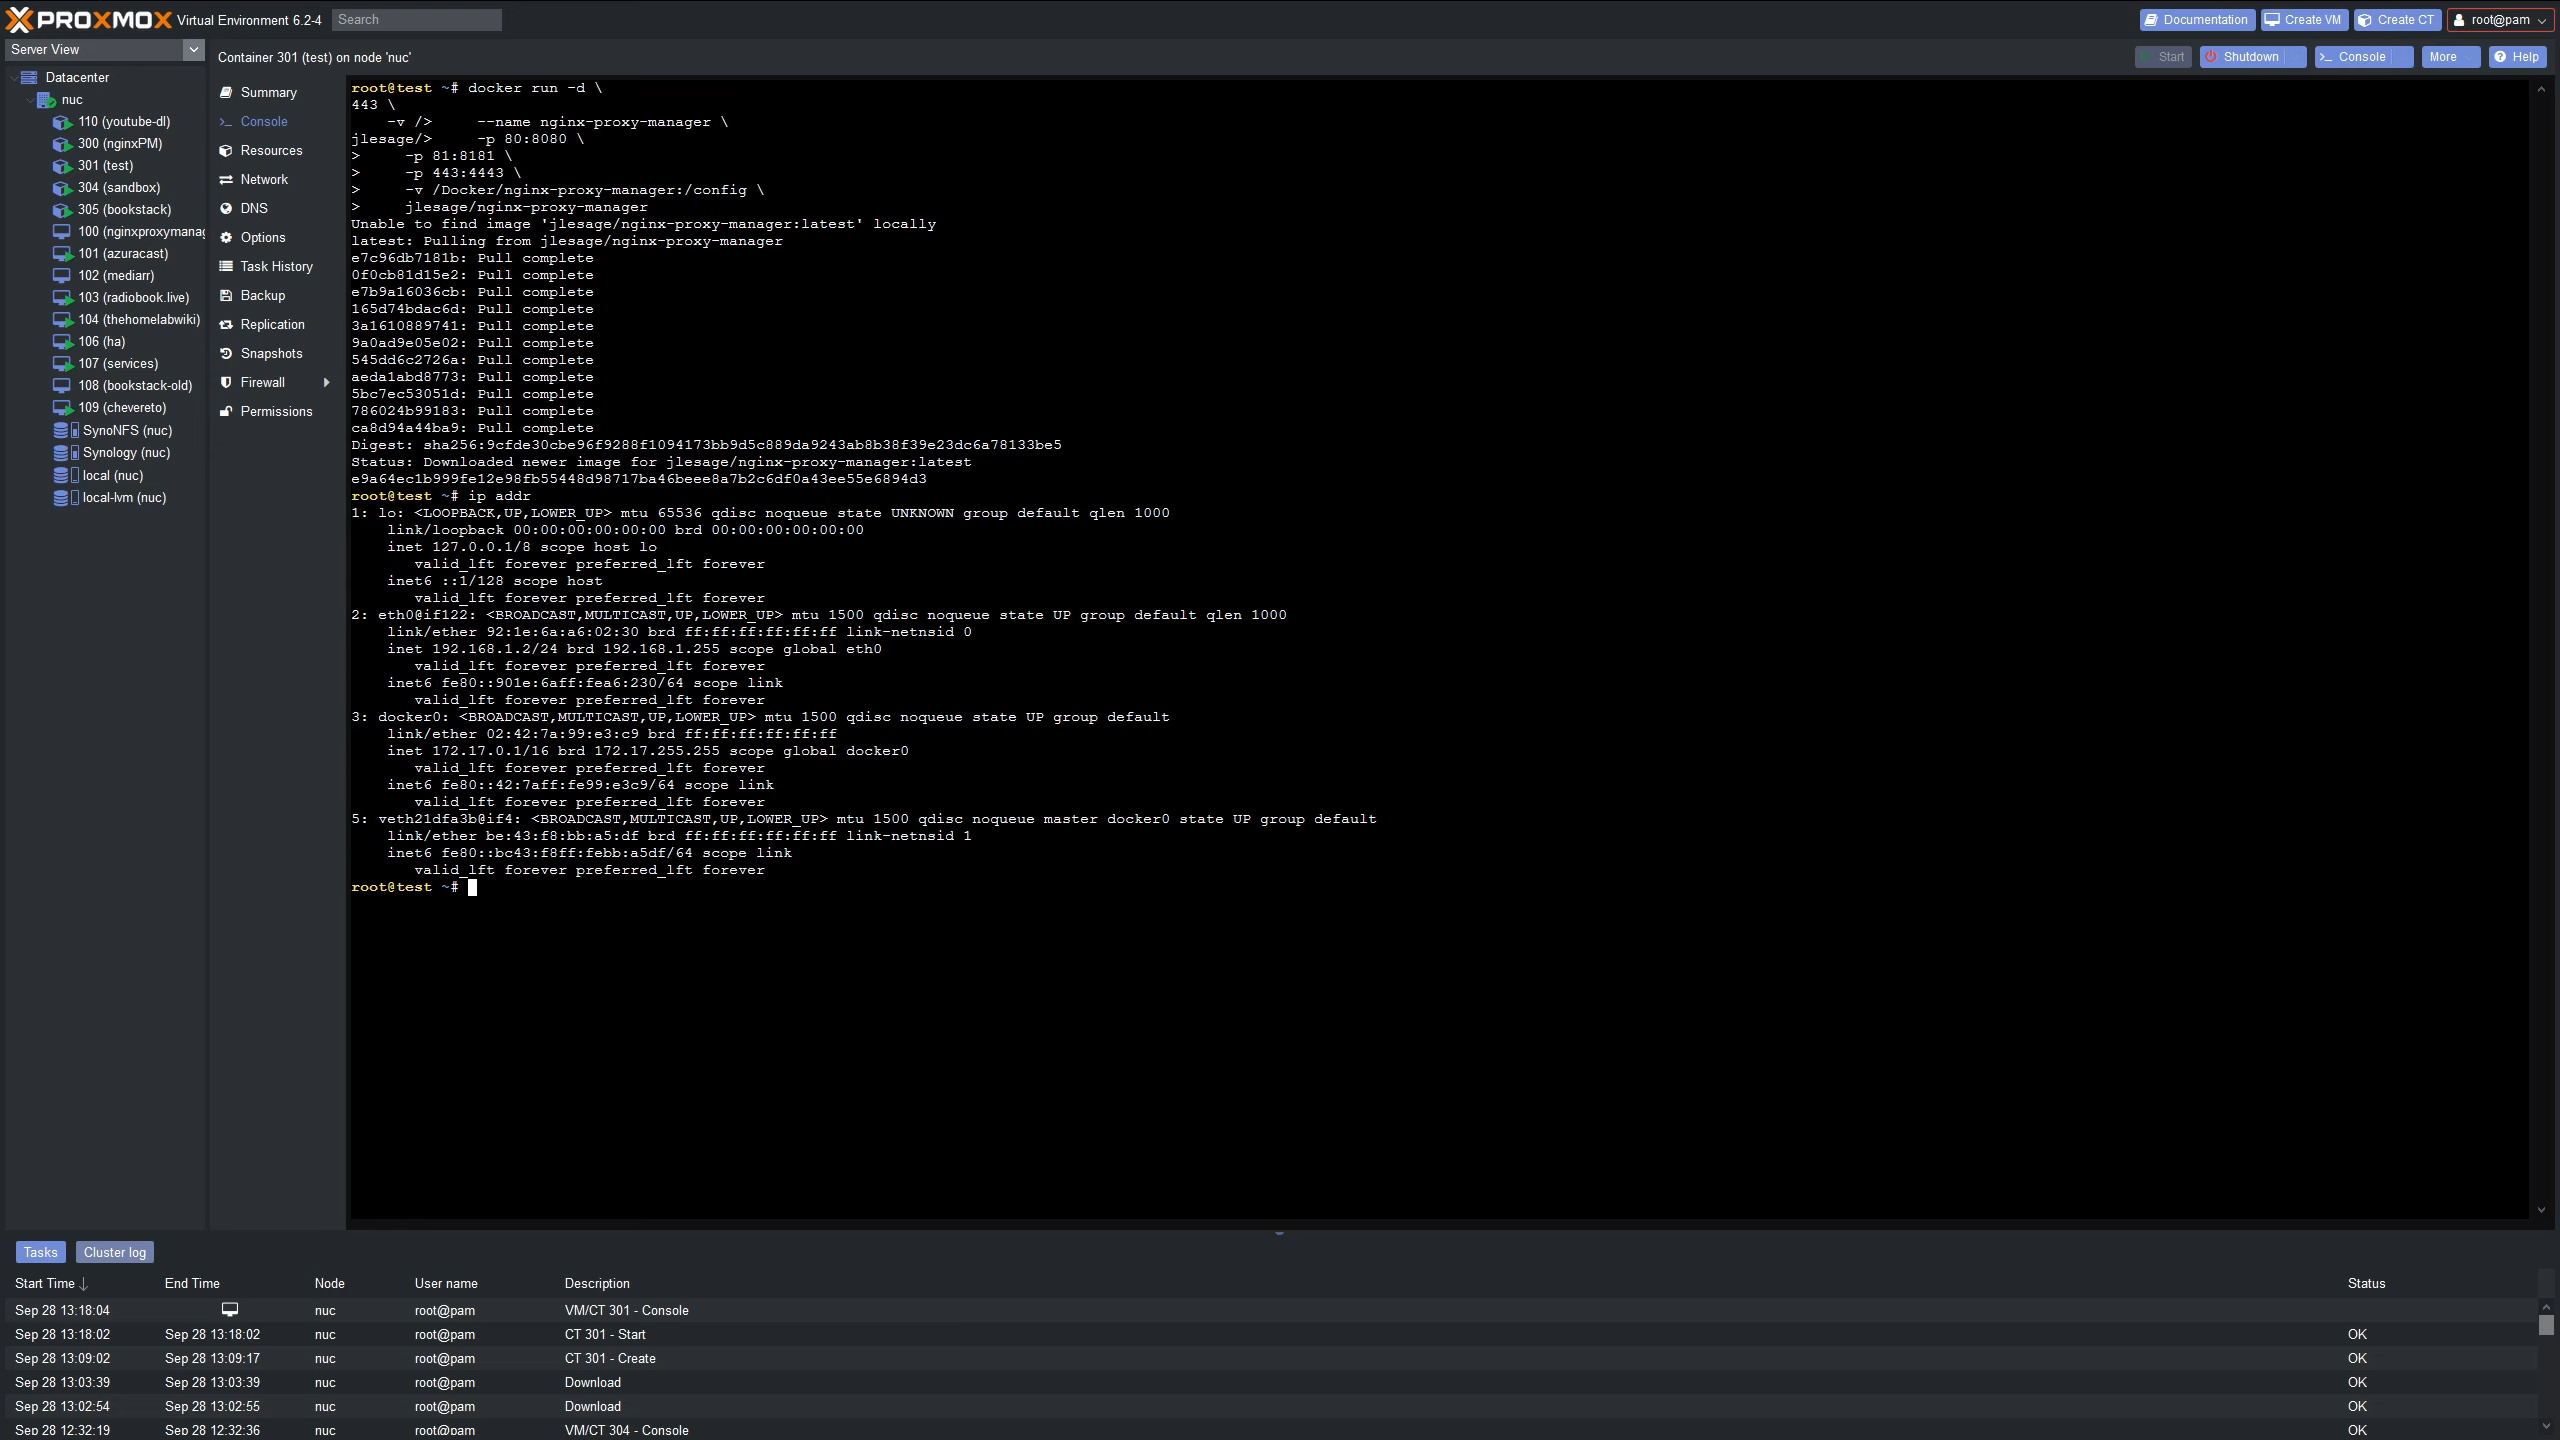 PROXMOX Virtual Environment 6.2-4 Search Documentation Create VM Create CT root@pam
Server View
Container 301 (test) on node 'nuc' Start Shutdown >_ Console More Help
Datacenter
nuc
110 (youtube-dl)
300 (nginxPM)
301 (test)
304 (sandbox)
305 (bookstack)
100 (nginxproxymanag
101 (azuracast)
102 (mediarr)
103 (radiobook.live)
104 (thehomelabwiki)
106 (ha)
107 (services)
108 (bookstack-old)
109 (chevereto)
SynoNFS (nuc)
Synology (nuc)
local (nuc)
local-lvm (nuc)
Summary
>_ Console
Resources
Network
DNS
Options
Task History
Backup
Replication
Snapshots
Firewall
Permissions
root@test ~# docker run -d \
443 \
    -v />     --name nginx-proxy-manager \
jlesage/>     -p 80:8080 \
>     -p 81:8181 \
>     -p 443:4443 \
>     -v /Docker/nginx-proxy-manager:/config \
>     jlesage/nginx-proxy-manager
Unable to find image 'jlesage/nginx-proxy-manager:latest' locally
latest: Pulling from jlesage/nginx-proxy-manager
e7c96db7181b: Pull complete
0f0cb81d15e2: Pull complete
e7b9a16036cb: Pull complete
165d74bdac6d: Pull complete
3a1610889741: Pull complete
9a0ad9e05e02: Pull complete
545dd6c2726a: Pull complete
aeda1abd8773: Pull complete
5bc7ec53051d: Pull complete
786024b99183: Pull complete
ca8d94a44ba9: Pull complete
Digest: sha256:9cfde30cbe96f9288f1094173bb9d5c889da9243ab8b38f39e23dc6a78133be5
Status: Downloaded newer image for jlesage/nginx-proxy-manager:latest
e9a64ec1b999fe12e98fb55448d98717ba46beee8a7b2c6df0a43ee55e6894d3
root@test ~# ip addr
1: lo: <LOOPBACK,UP,LOWER_UP> mtu 65536 qdisc noqueue state UNKNOWN group default qlen 1000
    link/loopback 00:00:00:00:00:00 brd 00:00:00:00:00:00
    inet 127.0.0.1/8 scope host lo
       valid_lft forever preferred_lft forever
    inet6 ::1/128 scope host
       valid_lft forever preferred_lft forever
2: eth0@if122: <BROADCAST,MULTICAST,UP,LOWER_UP> mtu 1500 qdisc noqueue state UP group default qlen 1000
    link/ether 92:1e:6a:a6:02:30 brd ff:ff:ff:ff:ff:ff link-netnsid 0
    inet 192.168.1.2/24 brd 192.168.1.255 scope global eth0
       valid_lft forever preferred_lft forever
    inet6 fe80::901e:6aff:fea6:230/64 scope link
       valid_lft forever preferred_lft forever
3: docker0: <BROADCAST,MULTICAST,UP,LOWER_UP> mtu 1500 qdisc noqueue state UP group default
    link/ether 02:42:7a:99:e3:c9 brd ff:ff:ff:ff:ff:ff
    inet 172.17.0.1/16 brd 172.17.255.255 scope global docker0
       valid_lft forever preferred_lft forever
    inet6 fe80::42:7aff:fe99:e3c9/64 scope link
       valid_lft forever preferred_lft forever
5: veth21dfa3b@if4: <BROADCAST,MULTICAST,UP,LOWER_UP> mtu 1500 qdisc noqueue master docker0 state UP group default
    link/ether be:43:f8:bb:a5:df brd ff:ff:ff:ff:ff:ff link-netnsid 1
    inet6 fe80::bc43:f8ff:febb:a5df/64 scope link
       valid_lft forever preferred_lft forever
root@test ~#
Tasks Cluster log
Start Time End Time Node User name Description Status
Sep 28 13:18:04 nuc root@pam VM/CT 301 - Console
Sep 28 13:18:02 Sep 28 13:18:02 nuc root@pam CT 301 - Start OK
Sep 28 13:09:02 Sep 28 13:09:17 nuc root@pam CT 301 - Create OK
Sep 28 13:03:39 Sep 28 13:03:39 nuc root@pam Download OK
Sep 28 13:02:54 Sep 28 13:02:55 nuc root@pam Download OK
Sep 28 12:32:19 Sep 28 12:32:36 nuc root@pam VM/CT 304 - Console OK